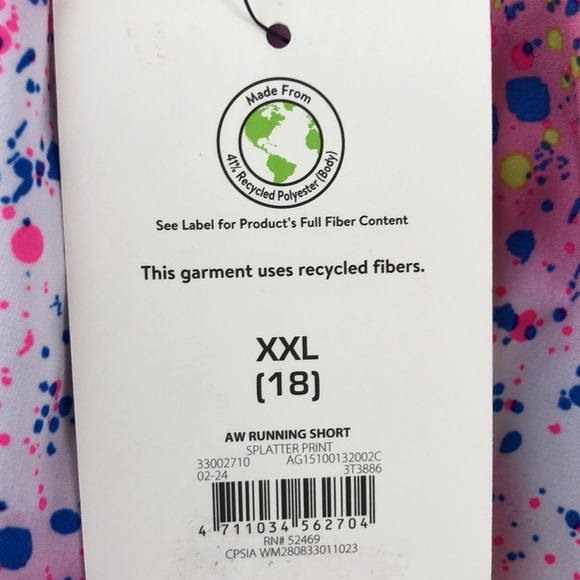 Made From
41% Recycled Polyester (Body)
See Label for Product's Full Fiber Content
This garment uses recycled fibers.
XXL
(18)
AW RUNNING SHORT
SPLATTER PRINT
33002710 AG15100132002C
02-24 3T3886
4 711034 562704
RN# 52469
CPSIA WM280833011023